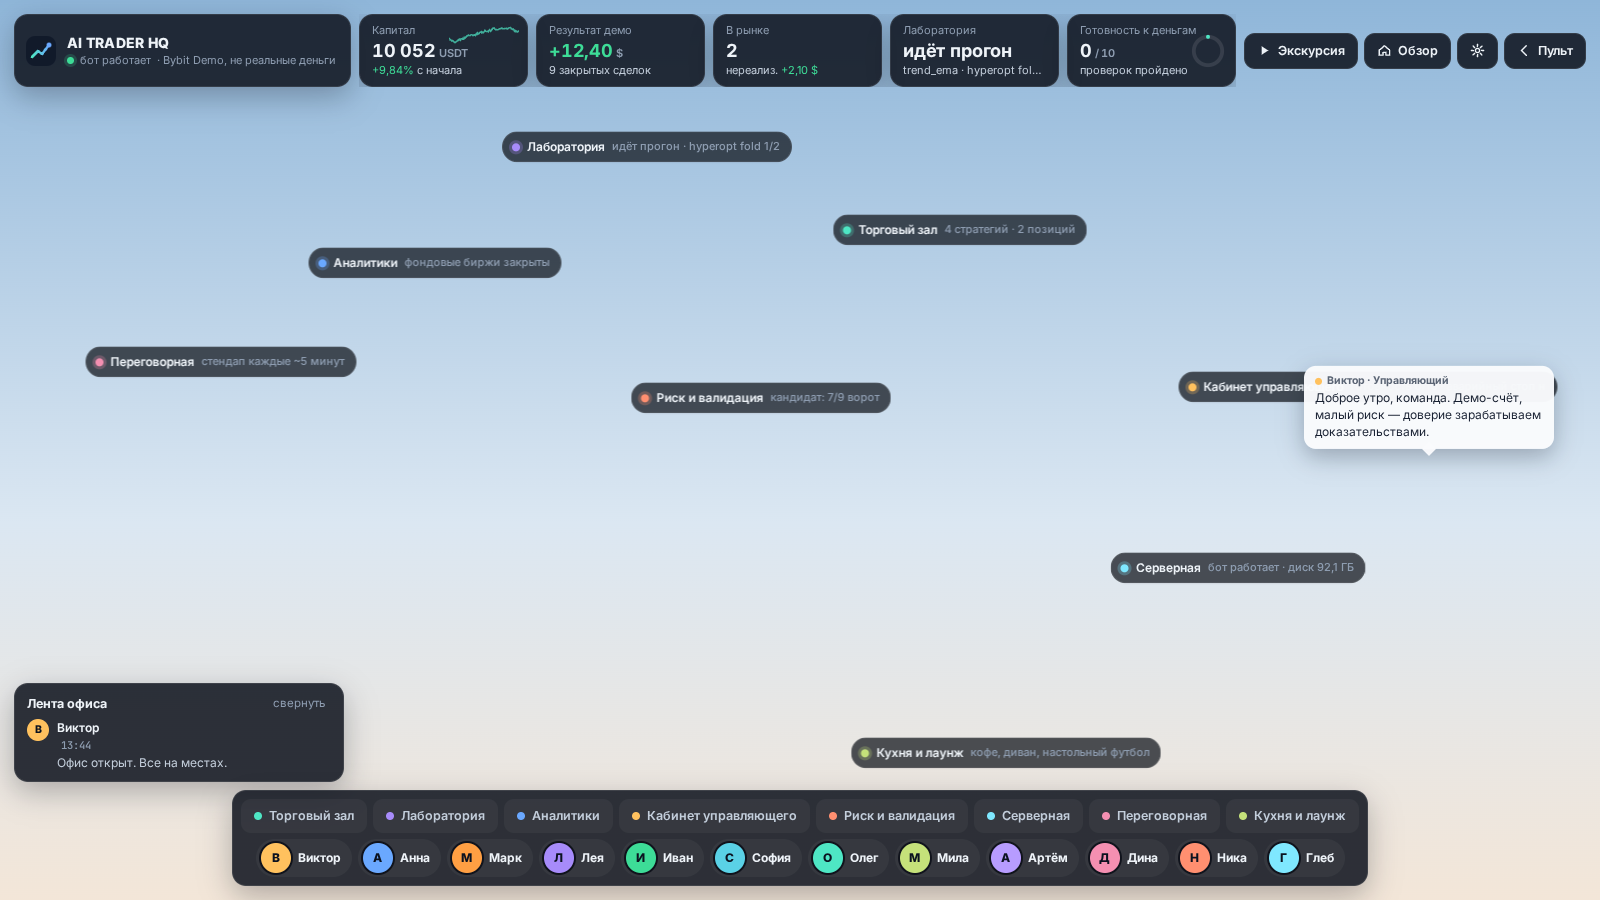 AI TRADER HQ
бот работает · Bybit Demo, не реальные деньги
Капитал
10 052 USDT
+9,84% с начала
Результат демо
+12,40 $
9 закрытых сделок
В рынке
2
нереализ. +2,10 $
Лаборатория
идёт прогон
trend_ema · hyperopt fol...
Готовность к деньгам
0 / 10
проверок пройдено
Экскурсия
Обзор
Пульт
Лаборатория идёт прогон · hyperopt fold 1/2
Торговый зал 4 стратегий · 2 позиций
Аналитики фондовые биржи закрыты
Переговорная стендап каждые ~5 минут
Риск и валидация кандидат: 7/9 ворот
Кабинет управля
Виктор · Управляющий
Доброе утро, команда. Демо-счёт,
малый риск — доверие зарабатываем
доказательствами.
Серверная бот работает · диск 92,1 ГБ
Лента офиса свернуть
В Виктор
13:44
Офис открыт. Все на местах.
Кухня и лаунж кофе, диван, настольный футбол
Торговый зал Лаборатория Аналитики Кабинет управляющего Риск и валидация Серверная Переговорная Кухня и лаунж
В Виктор А Анна М Марк Л Лея И Иван С София О Олег М Мила А Артём Д Дина Н Ника Г Глеб